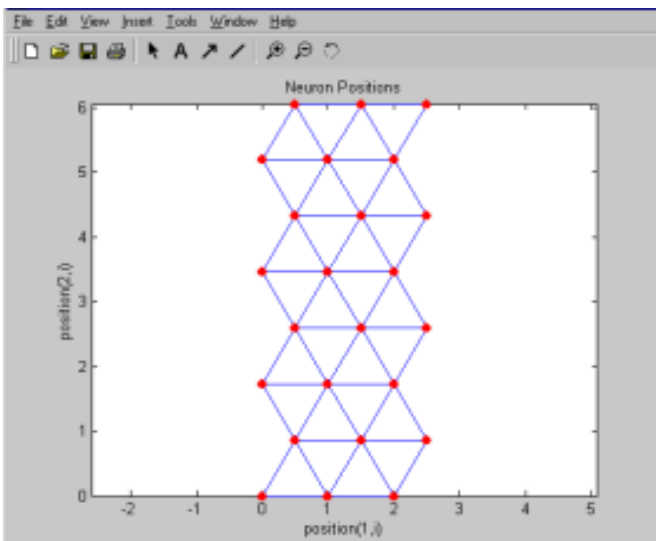 File Edit View Insert Tools Window Help
A
Neuron Positions
6
5
4
3
2
1
0
position(2,i)
-2 -1 0 1 2 3 4 5
position(1,i)